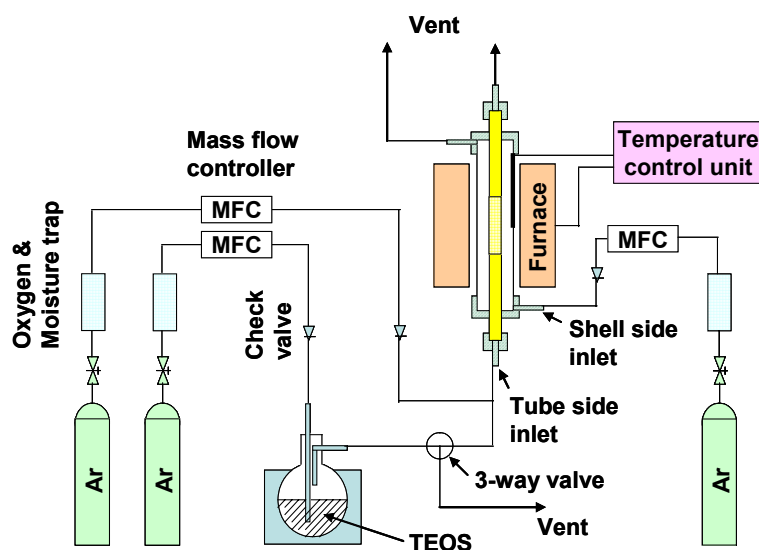 Vent
Mass flow
controller
Temperature
control unit
MFC
MFC
MFC
Furnace
Oxygen &
Moisture trap
Check
valve
Shell side
inlet
Tube side
inlet
Ar
Ar
Ar
3-way valve
TEOS
Vent